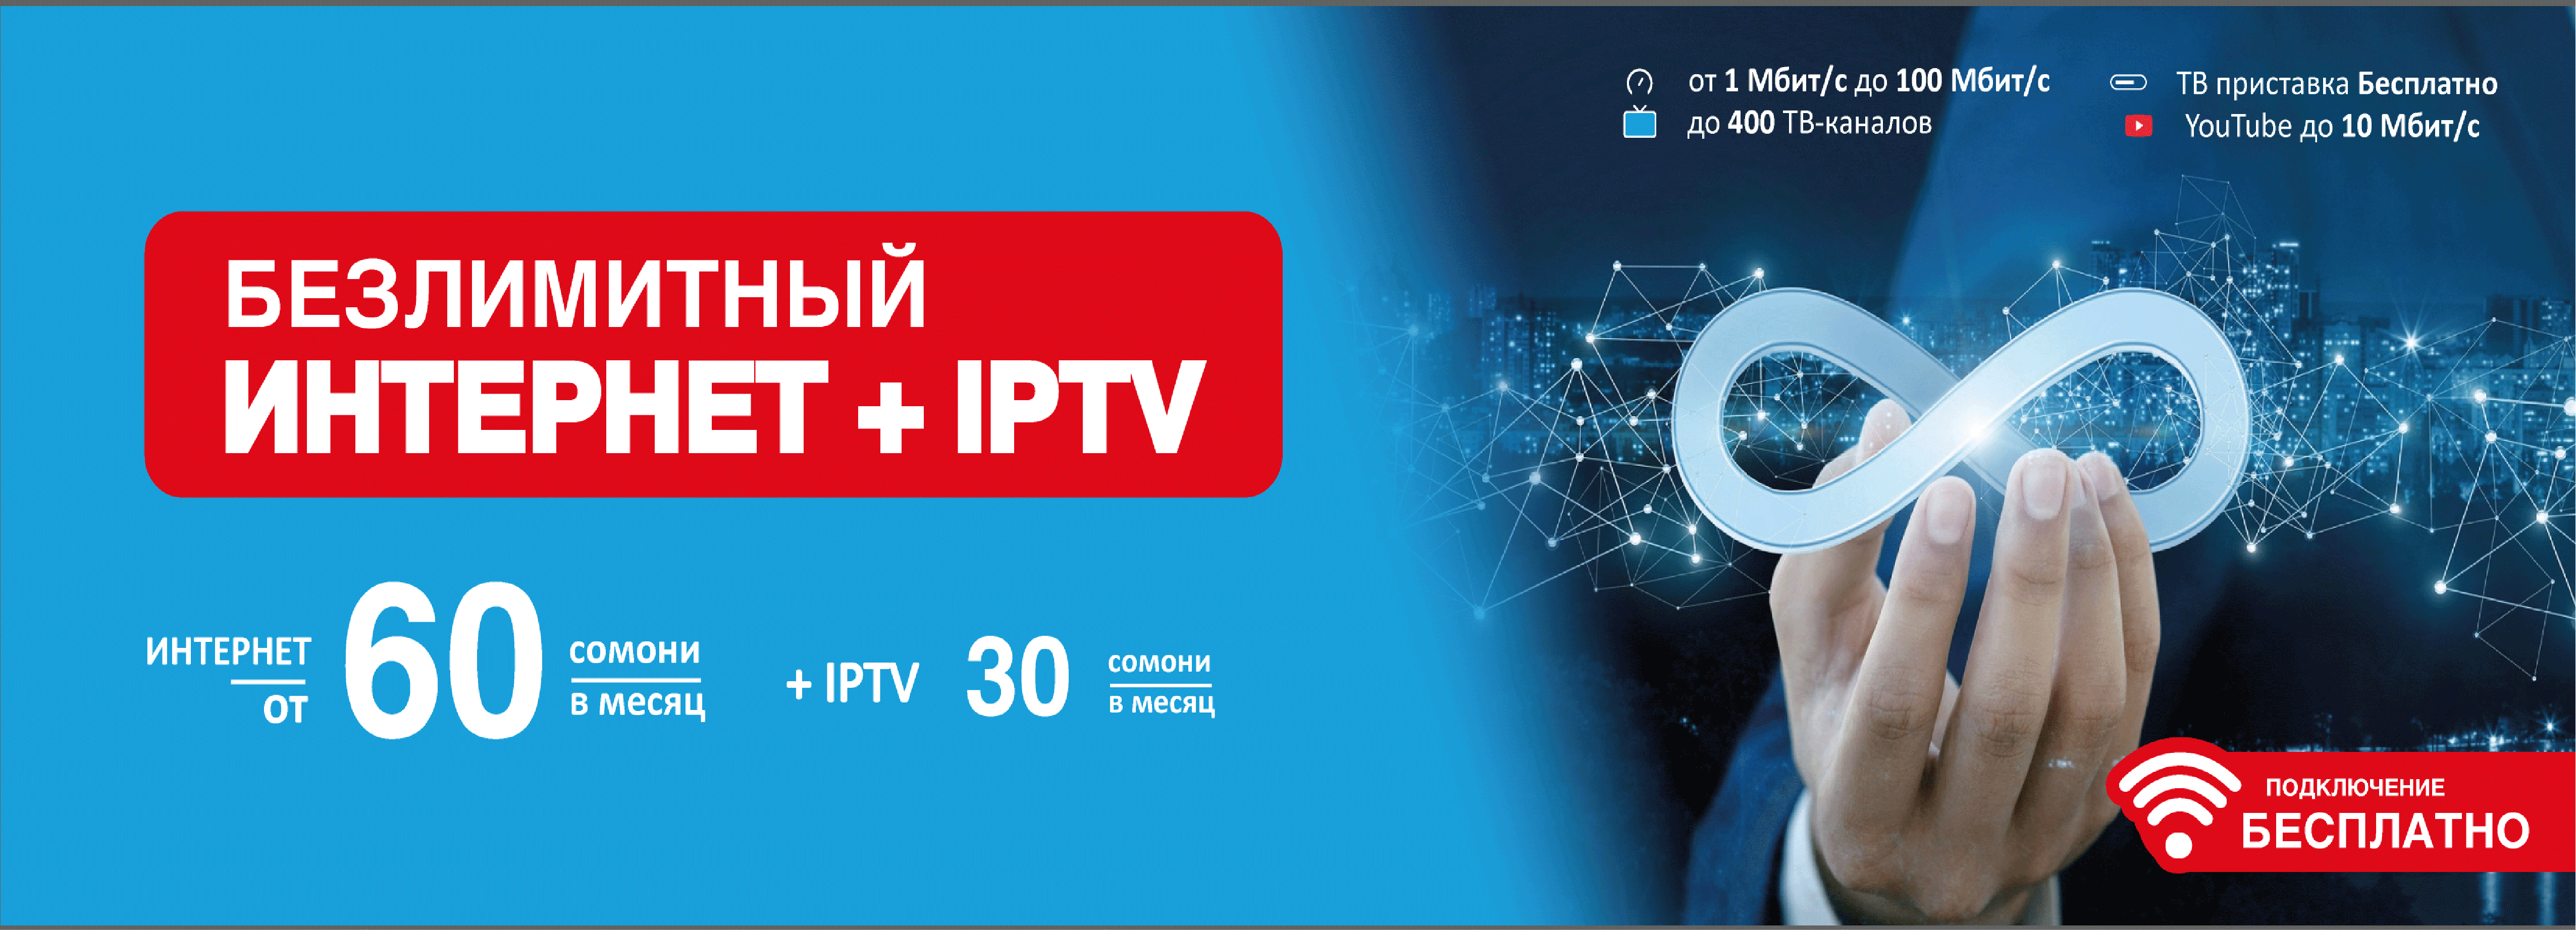 от 1 Мбит/с до 100 Мбит/с
до 400 ТВ-каналов
ТВ приставка Бесплатно
YouTube до 10 Мбит/с
БЕЗЛИМИТНЫЙ
ИНТЕРНЕТ + IPTV
ИНТЕРНЕТ
от
60
сомони
в месяц
+ IPTV
30
сомони
в месяц
ПОДКЛЮЧЕНИЕ
БЕСПЛАТНО